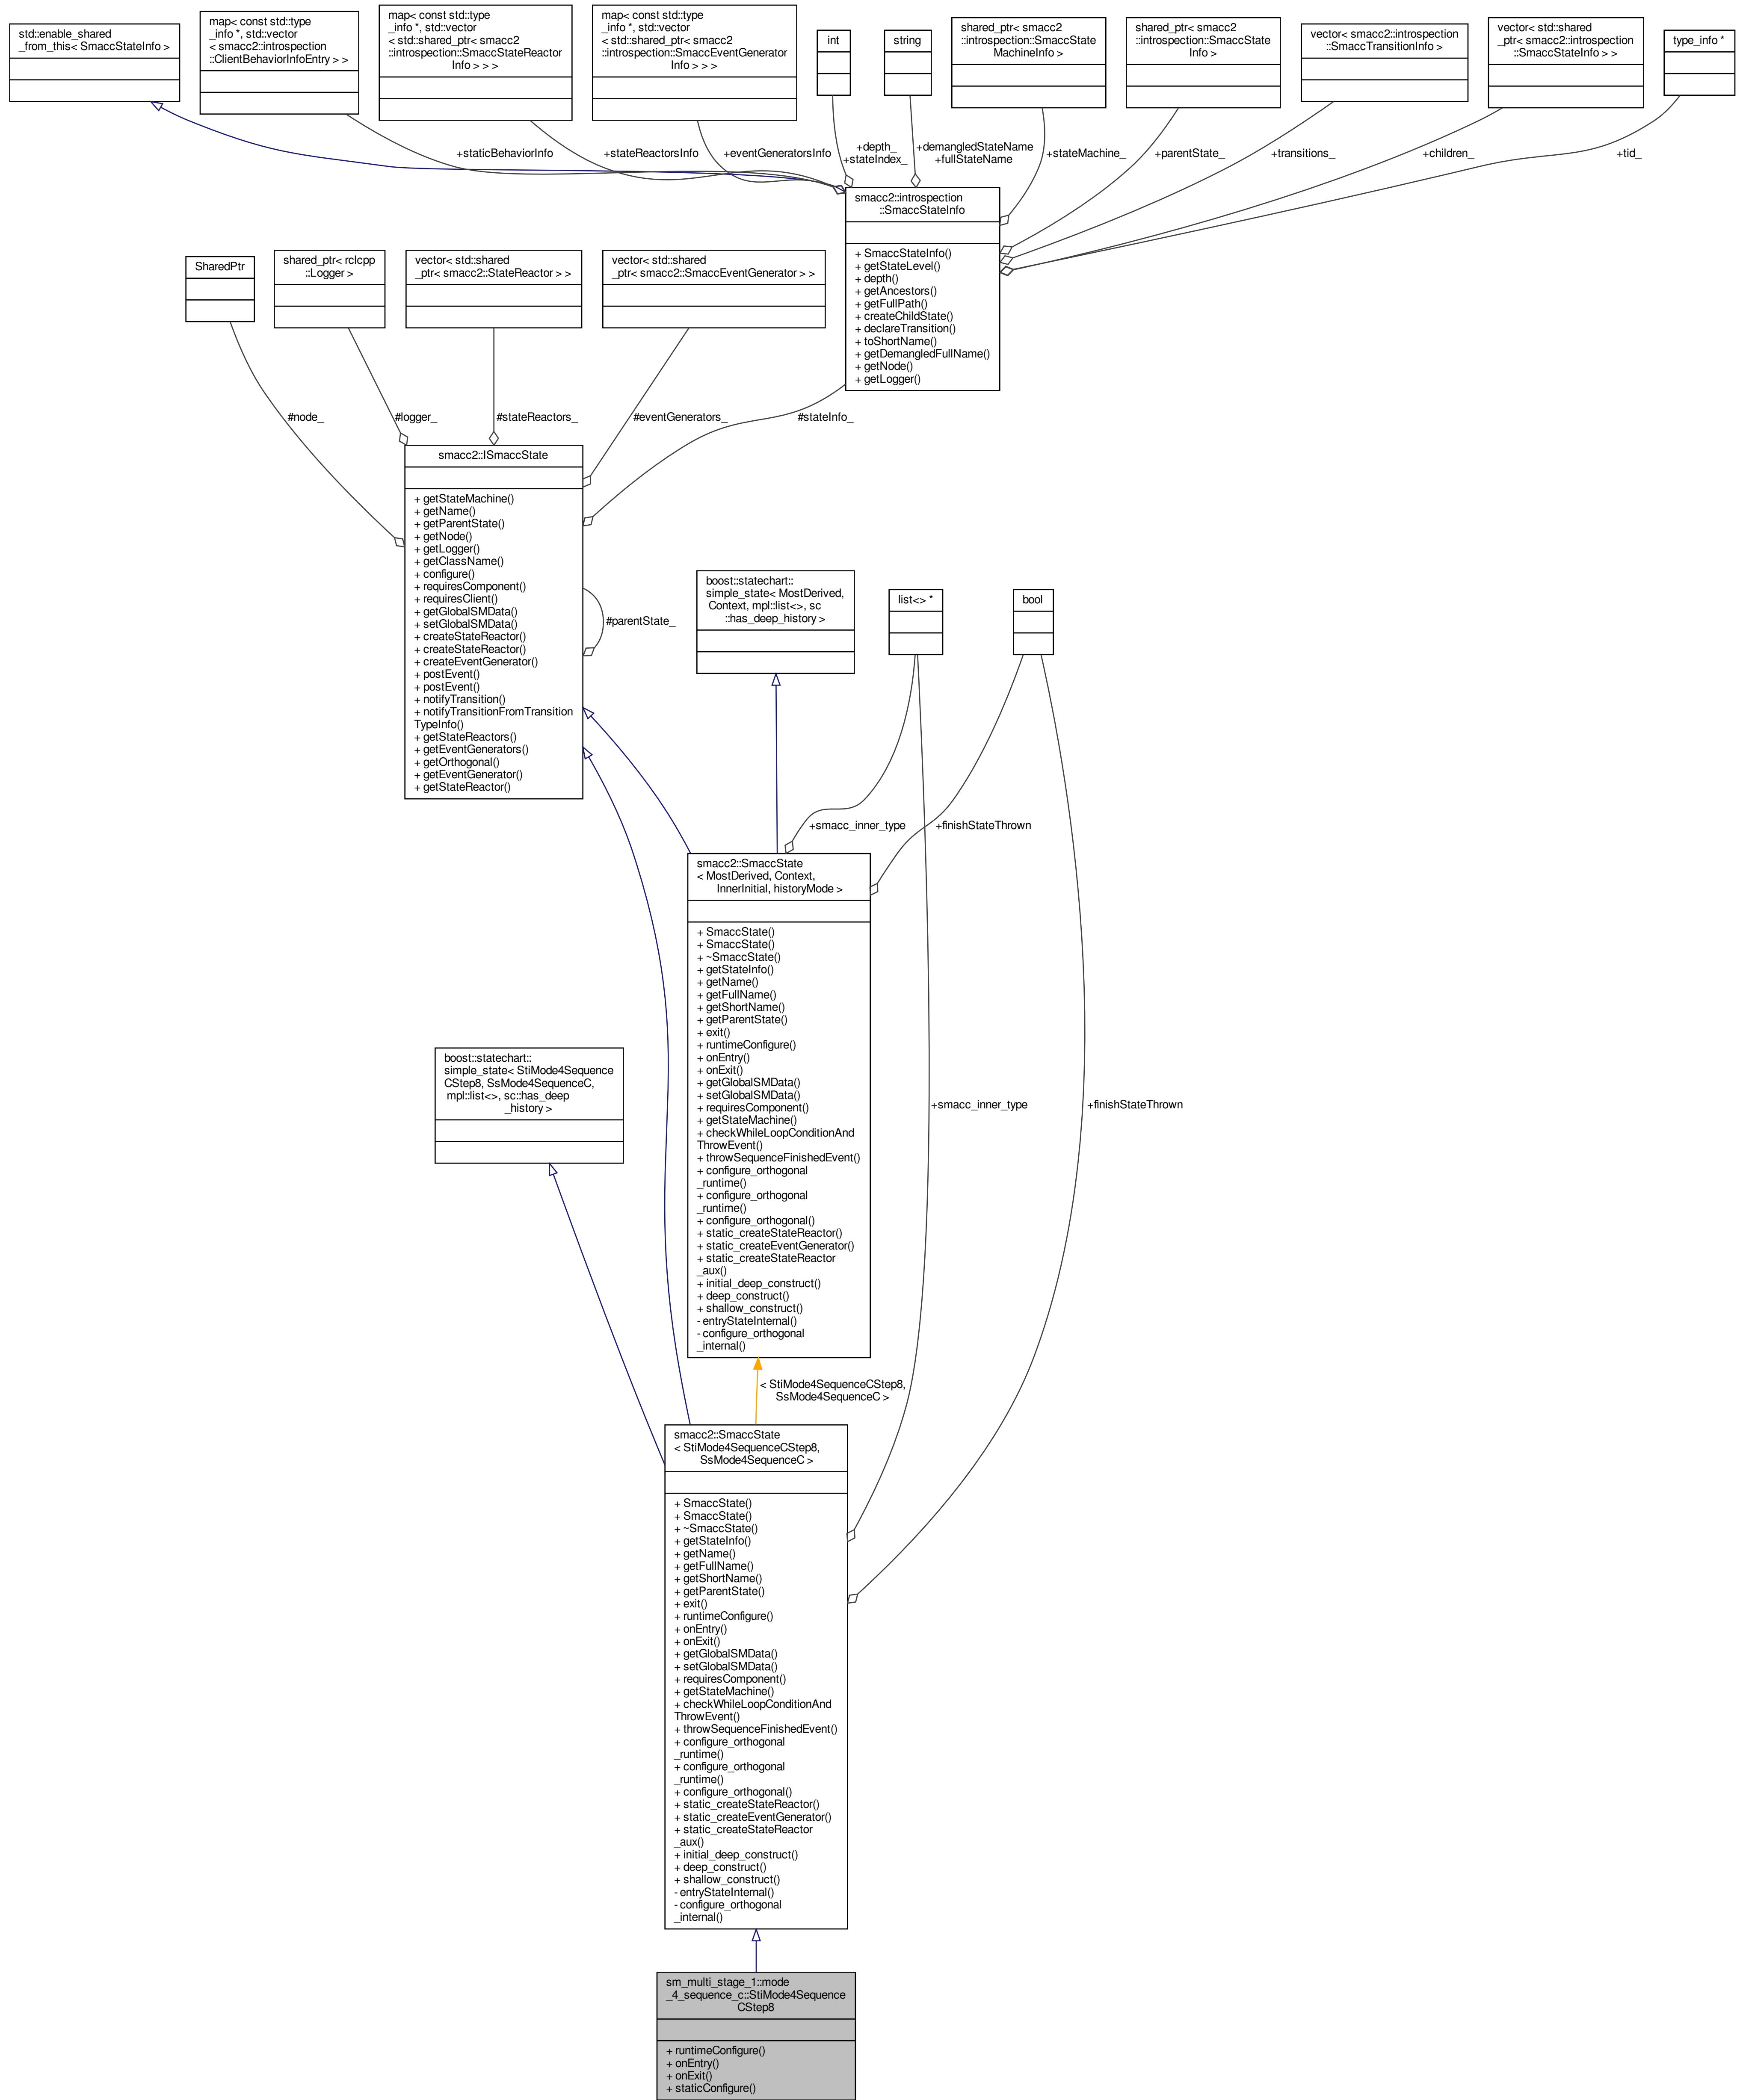 std::enable_shared
_from_this< SmaccStateInfo >
map< const std::type
_info *, std::vector
< smacc2::introspection
::ClientBehaviorInfoEntry > >
map< const std::type
_info *, std::vector
< std::shared_ptr< smacc2
::introspection::SmaccStateReactor
Info > > >
map< const std::type
_info *, std::vector
< std::shared_ptr< smacc2
::introspection::SmaccEventGenerator
Info > > >
int
string
shared_ptr< smacc2
::introspection::SmaccState
MachineInfo >
shared_ptr< smacc2
::introspection::SmaccState
Info >
vector< smacc2::introspection
::SmaccTransitionInfo >
vector< std::shared
_ptr< smacc2::introspection
::SmaccStateInfo > >
type_info *
+staticBehaviorInfo
+stateReactorsInfo
+eventGeneratorsInfo
+depth_
+stateIndex_
+demangledStateName
+fullStateName
+stateMachine_
+parentState_
+transitions_
+children_
+tid_
smacc2::introspection
::SmaccStateInfo
+ SmaccStateInfo()
+ getStateLevel()
+ depth()
+ getAncestors()
+ getFullPath()
+ createChildState()
+ declareTransition()
+ toShortName()
+ getDemangledFullName()
+ getNode()
+ getLogger()
SharedPtr
shared_ptr< rclcpp
::Logger >
vector< std::shared
_ptr< smacc2::StateReactor > >
vector< std::shared
_ptr< smacc2::SmaccEventGenerator > >
#node_
#logger_
#stateReactors_
#eventGenerators_
#stateInfo_
smacc2::ISmaccState
+ getStateMachine()
+ getName()
+ getParentState()
+ getNode()
+ getLogger()
+ getClassName()
+ configure()
+ requiresComponent()
+ requiresClient()
+ getGlobalSMData()
+ setGlobalSMData()
+ createStateReactor()
+ createStateReactor()
+ createEventGenerator()
+ postEvent()
+ postEvent()
+ notifyTransition()
+ notifyTransitionFromTransition
TypeInfo()
+ getStateReactors()
+ getEventGenerators()
+ getOrthogonal()
+ getEventGenerator()
+ getStateReactor()
#parentState_
boost::statechart::
simple_state< MostDerived,
Context, mpl::list<>, sc
::has_deep_history >
list<> *
bool
+smacc_inner_type
+finishStateThrown
smacc2::SmaccState
< MostDerived, Context,
InnerInitial, historyMode >
+ SmaccState()
+ SmaccState()
+ ~SmaccState()
+ getStateInfo()
+ getName()
+ getFullName()
+ getShortName()
+ getParentState()
+ exit()
+ runtimeConfigure()
+ onEntry()
+ onExit()
+ getGlobalSMData()
+ setGlobalSMData()
+ requiresComponent()
+ getStateMachine()
+ checkWhileLoopConditionAnd
ThrowEvent()
+ throwSequenceFinishedEvent()
+ configure_orthogonal
_runtime()
+ configure_orthogonal
_runtime()
+ configure_orthogonal()
+ static_createStateReactor()
+ static_createEventGenerator()
+ static_createStateReactor
_aux()
+ initial_deep_construct()
+ deep_construct()
+ shallow_construct()
- entryStateInternal()
- configure_orthogonal
_internal()
boost::statechart::
simple_state< StiMode4Sequence
CStep8, SsMode4SequenceC,
mpl::list<>, sc::has_deep
_history >
+smacc_inner_type
+finishStateThrown
< StiMode4SequenceCStep8,
SsMode4SequenceC >
smacc2::SmaccState
< StiMode4SequenceCStep8,
SsMode4SequenceC >
+ SmaccState()
+ SmaccState()
+ ~SmaccState()
+ getStateInfo()
+ getName()
+ getFullName()
+ getShortName()
+ getParentState()
+ exit()
+ runtimeConfigure()
+ onEntry()
+ onExit()
+ getGlobalSMData()
+ setGlobalSMData()
+ requiresComponent()
+ getStateMachine()
+ checkWhileLoopConditionAnd
ThrowEvent()
+ throwSequenceFinishedEvent()
+ configure_orthogonal
_runtime()
+ configure_orthogonal
_runtime()
+ configure_orthogonal()
+ static_createStateReactor()
+ static_createEventGenerator()
+ static_createStateReactor
_aux()
+ initial_deep_construct()
+ deep_construct()
+ shallow_construct()
- entryStateInternal()
- configure_orthogonal
_internal()
sm_multi_stage_1::mode
_4_sequence_c::StiMode4Sequence
CStep8
+ runtimeConfigure()
+ onEntry()
+ onExit()
+ staticConfigure()